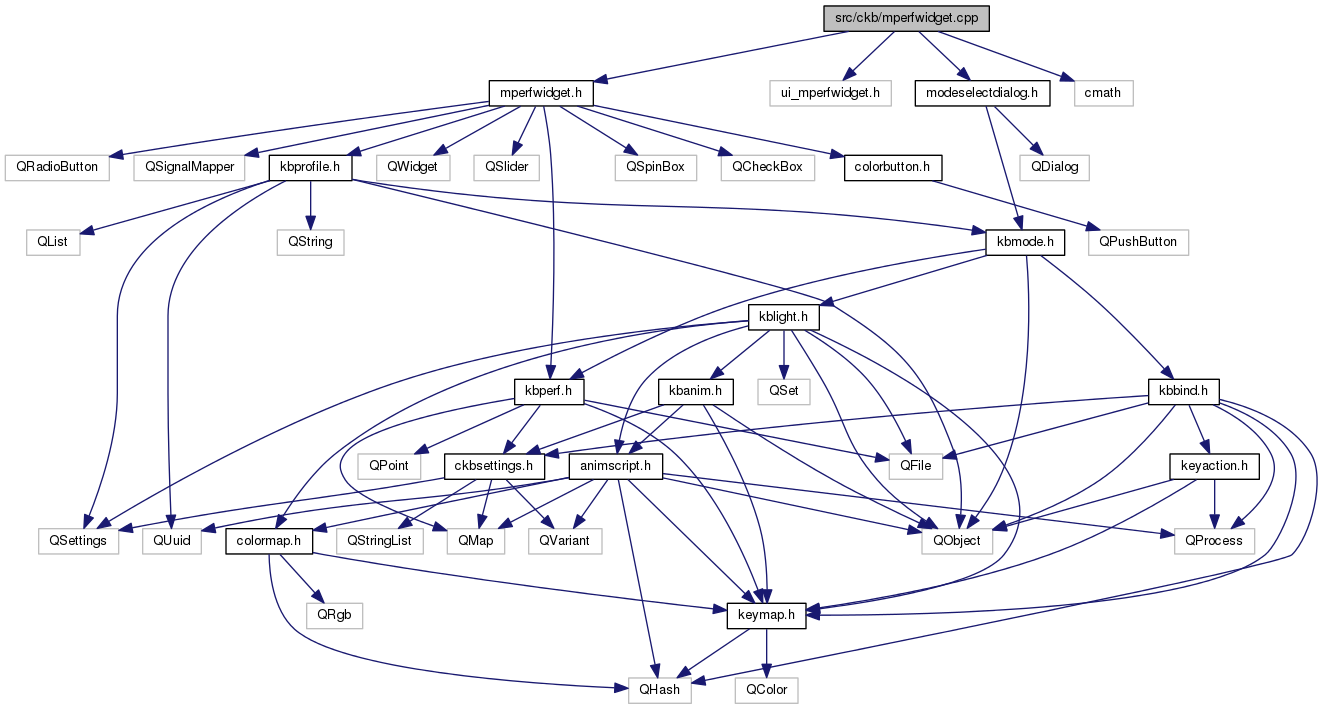 src/ckb/mperfwidget.cpp
mperfwidget.h
ui_mperfwidget.h
modeselectdialog.h
cmath
QRadioButton
QSignalMapper
kbprofile.h
QWidget
QSlider
QSpinBox
QCheckBox
colorbutton.h
QDialog
QList
QString
kbmode.h
QPushButton
kblight.h
kbperf.h
kbanim.h
QSet
kbbind.h
QPoint
ckbsettings.h
animscript.h
QFile
keyaction.h
QSettings
QUuid
colormap.h
QStringList
QMap
QVariant
QObject
QProcess
QRgb
keymap.h
QHash
QColor